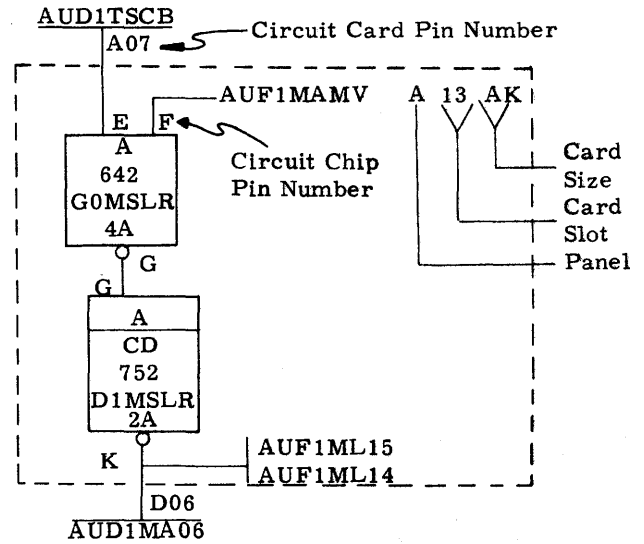 AUD1TSCB
A07
Circuit Card Pin Number
AUF1MAMV
A 13 AK
E F
A
642
G0MSLR
4A
Circuit Chip
Pin Number
Card
Size
Card
Slot
Panel
G
G
A
CD
752
D1MSLR
2A
K
AUF1ML15
AUF1ML14
D06
AUD1MA06